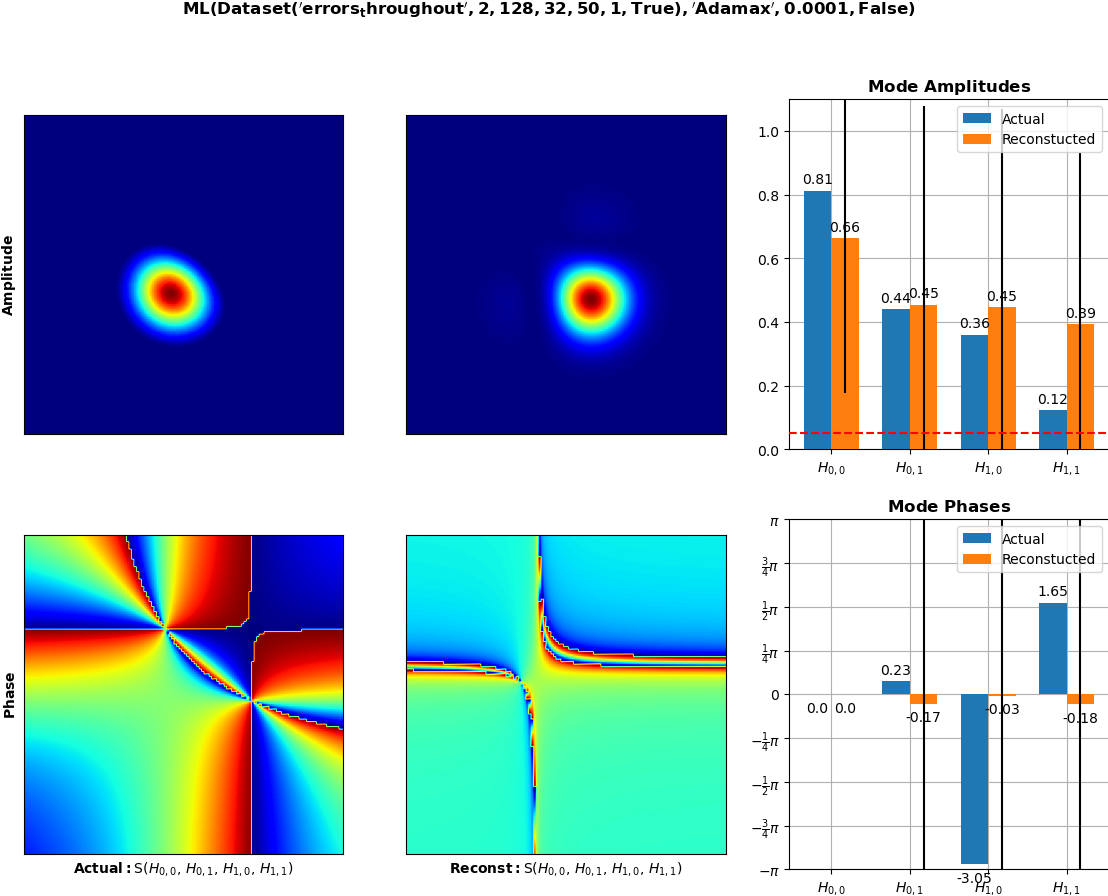 ML(Dataset('errors_throughout', 2, 128, 32, 50, 1, True), 'Adamax', 0.0001, False)
Amplitude
Mode Amplitudes
Actual
Reconstucted
1.0
0.8
0.6
0.4
0.2
0.0
0.81
0.66
0.44
0.45
0.36
0.45
0.12
0.39
H0,0
H0,1
H1,0
H1,1
Phase
Actual: S(H0,0, H0,1, H1,0, H1,1)
Reconst: S(H0,0, H0,1, H1,0, H1,1)
Mode Phases
Actual
Reconstucted
π
3/4π
1/2π
1/4π
0
−1/4π
−1/2π
−3/4π
−π
0.0
0.0
0.23
-0.17
-3.05
-0.03
1.65
-0.18
H0,0
H0,1
H1,0
H1,1